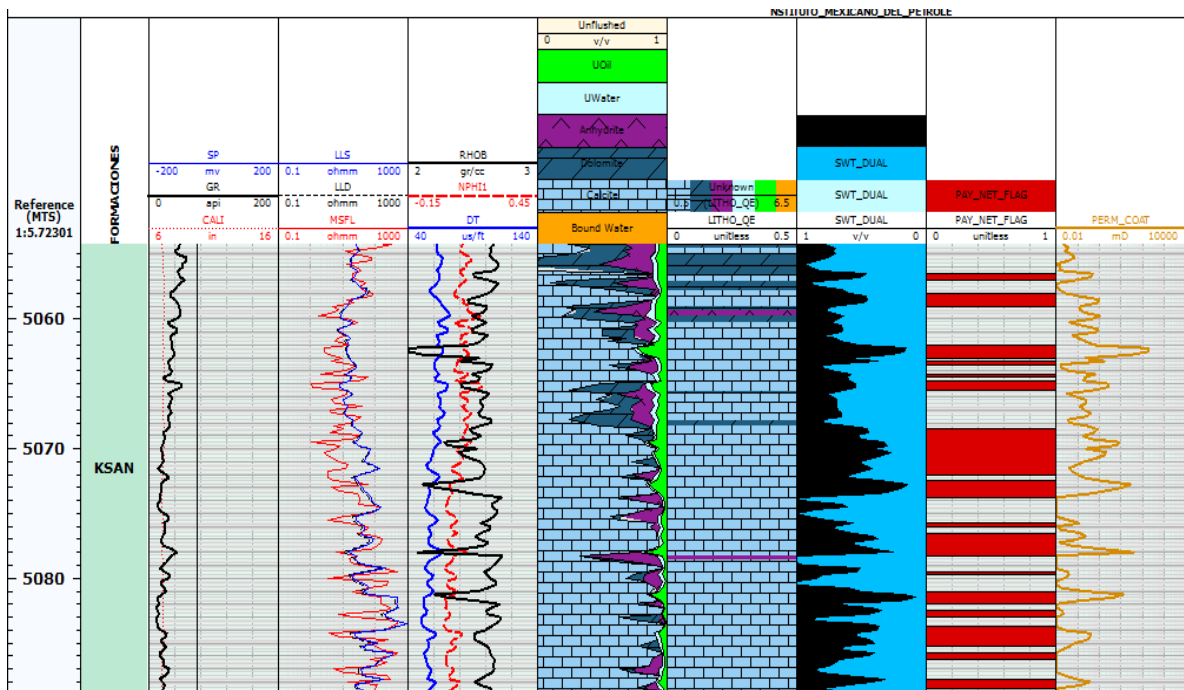 NSTITUTO_MEXICANO_DEL_PETROLE
Unflushed
0 v/v 1
UOil
UWater
Anhydrite
Dolomite
Calcite
Bound Water
Reference
(MTS)
1:5.72301
FORMACIONES
SP
-200 mv 200
GR
0 api 200
CALI
6 in 16
LLS
0.1 ohmm 1000
LLD
0.1 ohmm 1000
MSFL
0.1 ohmm 1000
RHOB
2 gr/cc 3
NPHI1
-0.15 0.45
DT
40 us/ft 140
Unknown
0.5 (LITHO_QE) 6.5
LITHO_QE
0 unitless 0.5
SWT_DUAL
SWT_DUAL
SWT_DUAL
1 v/v 0
PAY_NET_FLAG
PAY_NET_FLAG
0 unitless 1
PERM_COAT
0.01 mD 10000
5060
5070
5080
KSAN